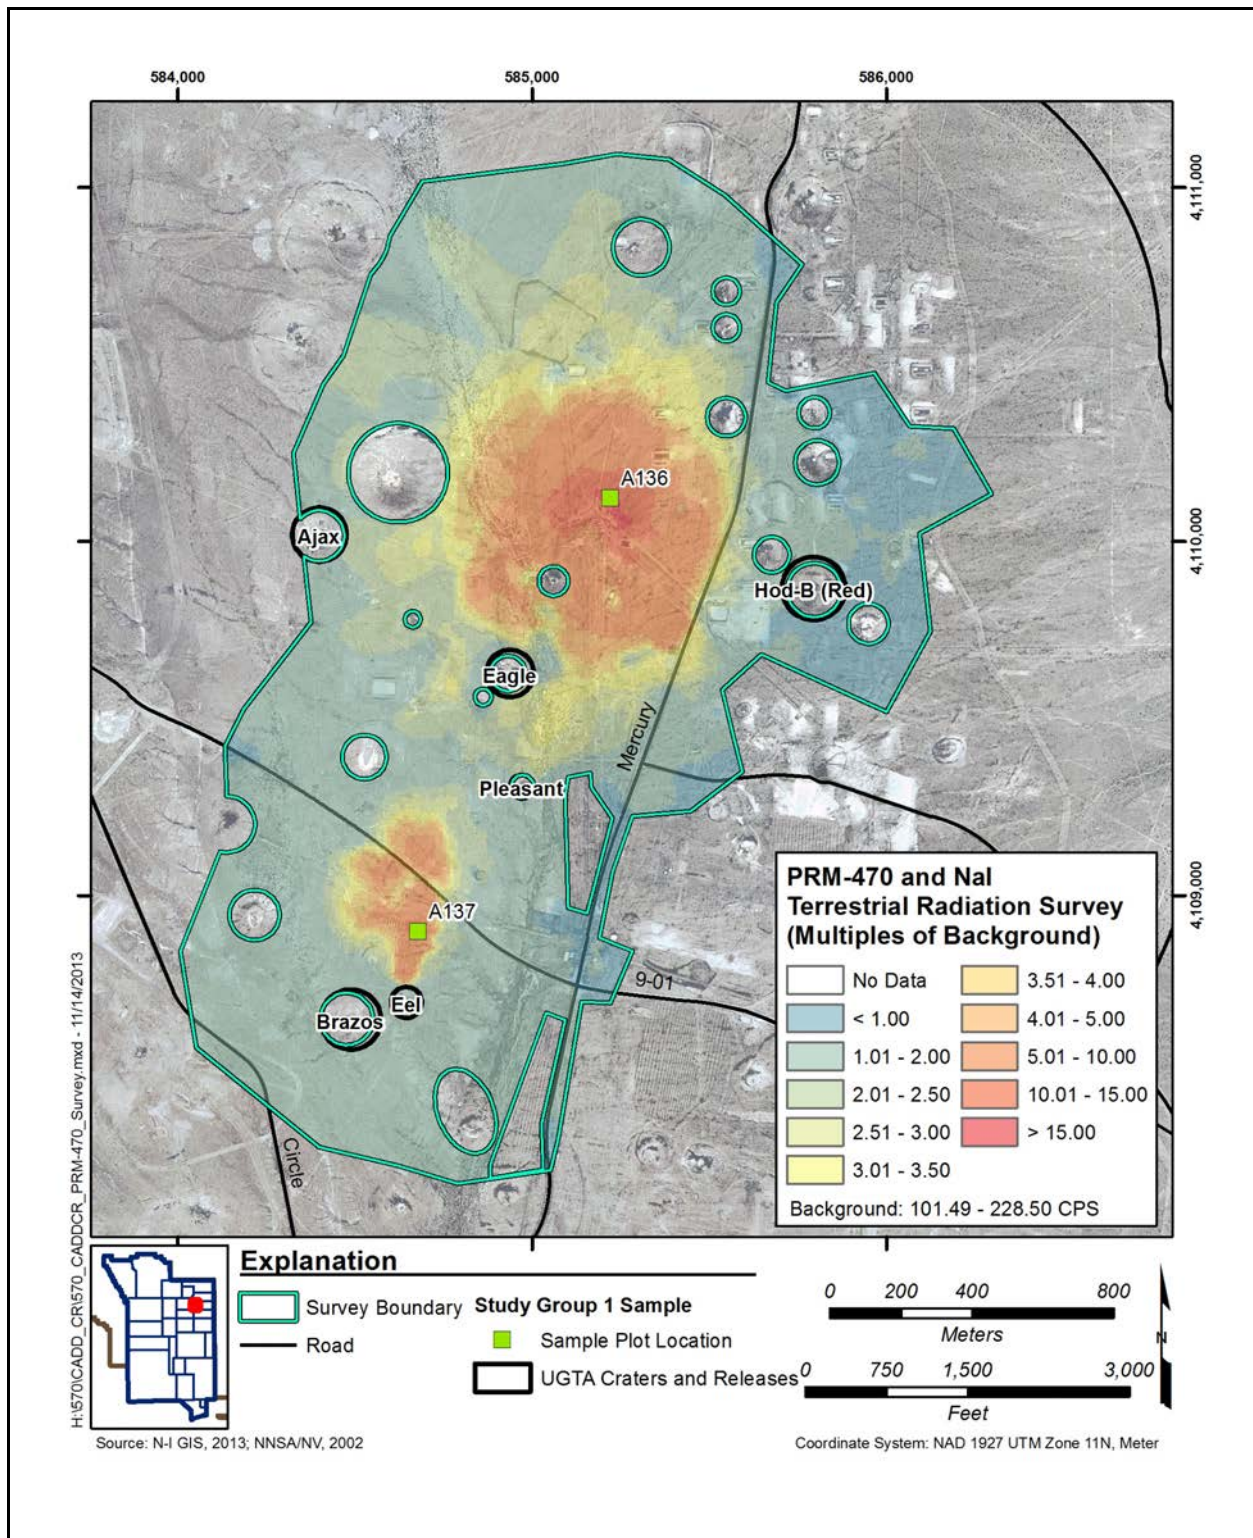 584,000
585,000
586,000
4,111,000
4,110,000
4,109,000
A136
Ajax
Hod-B (Red)
Eagle
Mercury
Pleasant
A137
9-01
Eel
Brazos
Circle
PRM-470 and NaI
Terrestrial Radiation Survey
(Multiples of Background)
No Data
< 1.00
1.01 - 2.00
2.01 - 2.50
2.51 - 3.00
3.01 - 3.50
3.51 - 4.00
4.01 - 5.00
5.01 - 10.00
10.01 - 15.00
> 15.00
Background: 101.49 - 228.50 CPS
H:\570\CADD_CR\570_CADDCR_PRM-470_Survey.mxd - 11/14/2013
Explanation
Survey Boundary
Road
Study Group 1 Sample
Sample Plot Location
UGTA Craters and Releases
0 200 400 800
Meters
0 750 1,500 3,000
Feet
N
Source: N-I GIS, 2013; NNSA/NV, 2002
Coordinate System: NAD 1927 UTM Zone 11N, Meter